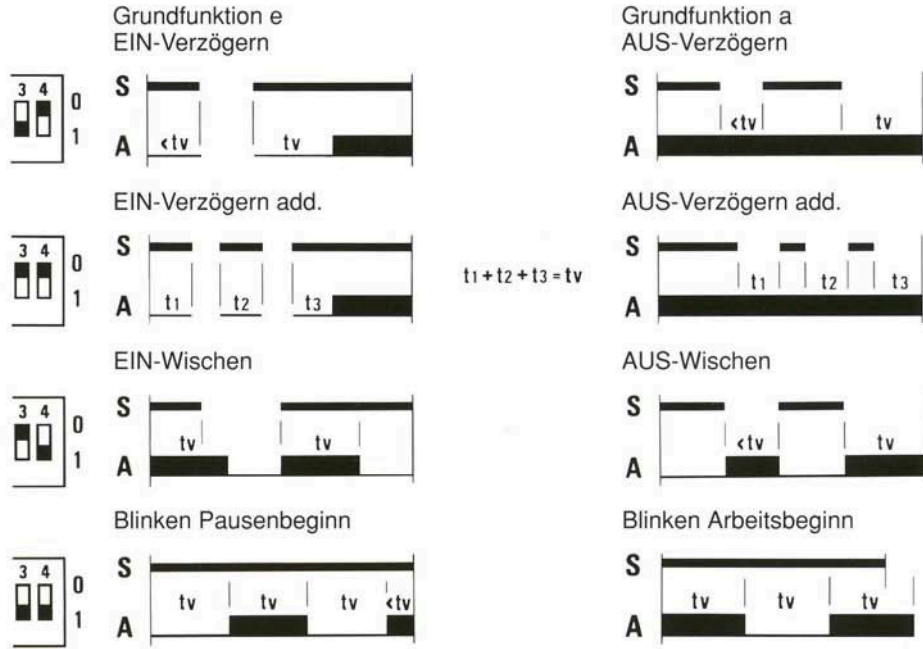 Grundfunktion e
EIN-Verzögern
Grundfunktion a
AUS-Verzögern
3 4
0
1
S
<tv tv
A
S
<tv tv
A
EIN-Verzögern add.
AUS-Verzögern add.
3 4
0
1
S
t1 t2 t3
A
t1 + t2 + t3 = tv
S
t1 t2 t3
A
EIN-Wischen
AUS-Wischen
3 4
0
1
S
tv tv
A
S
<tv tv
A
Blinken Pausenbeginn
Blinken Arbeitsbeginn
3 4
0
1
S
tv tv tv <tv
A
S
tv tv tv
A